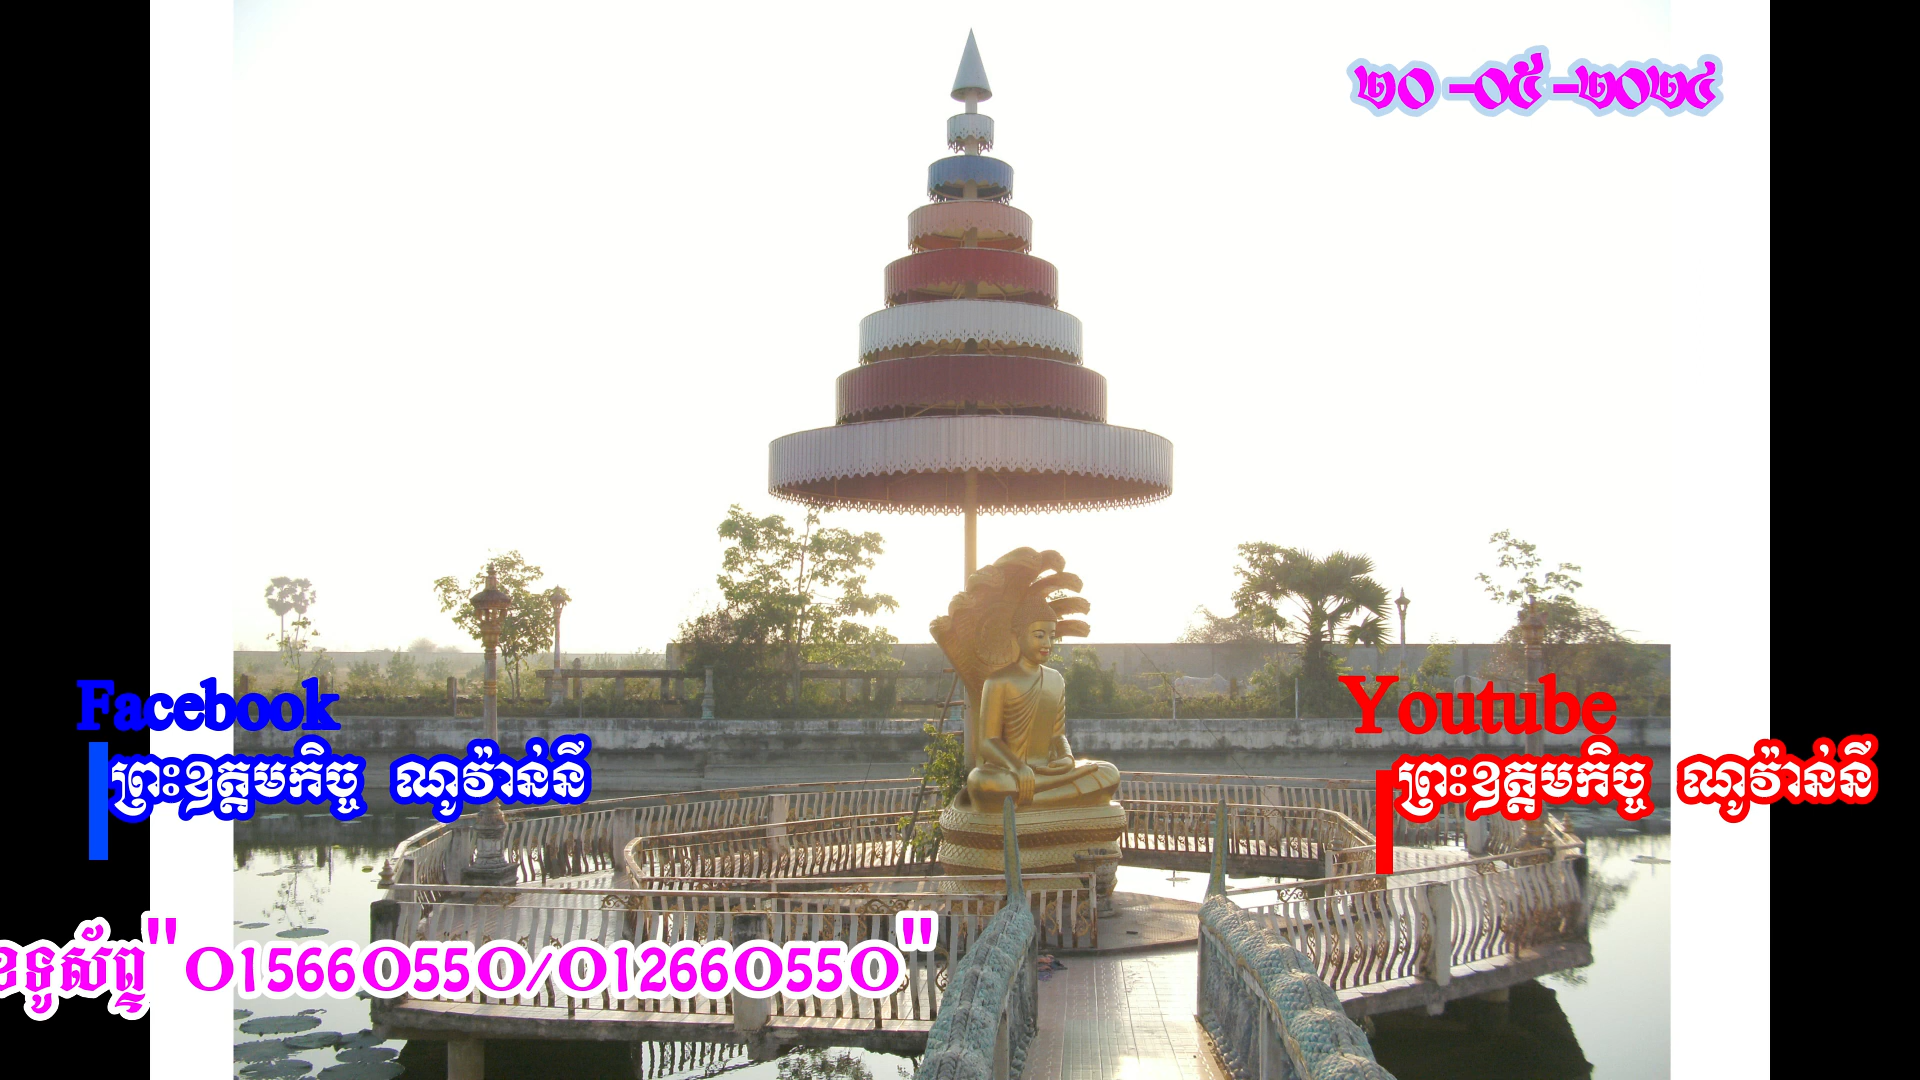 ២០ -០៥ -២០២៤
Facebook
ព្រះឧត្តមកិច្ច ណូវ៉ាន់នី
Youtube
ព្រះឧត្តមកិច្ច ណូវ៉ាន់នី
ទូរស័ព្ទ" 015660550/012660550"